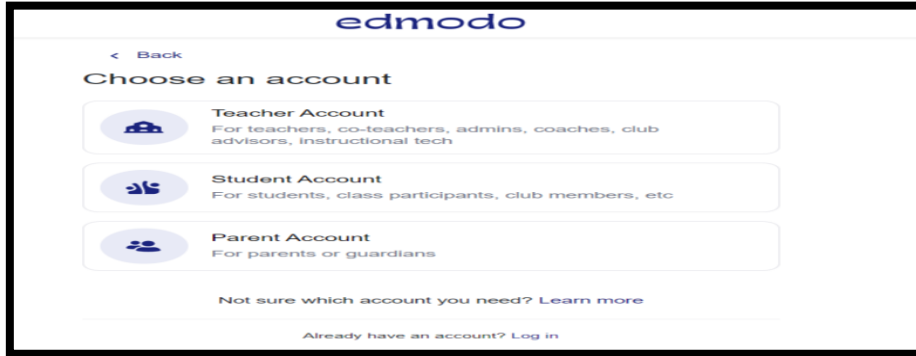 edmodo
< Back
Choose an account
Teacher Account
For teachers, co-teachers, admins, coaches, club
advisors, instructional tech
Student Account
For students, class participants, club members, etc
Parent Account
For parents or guardians
Not sure which account you need? Learn more
Already have an account? Log in